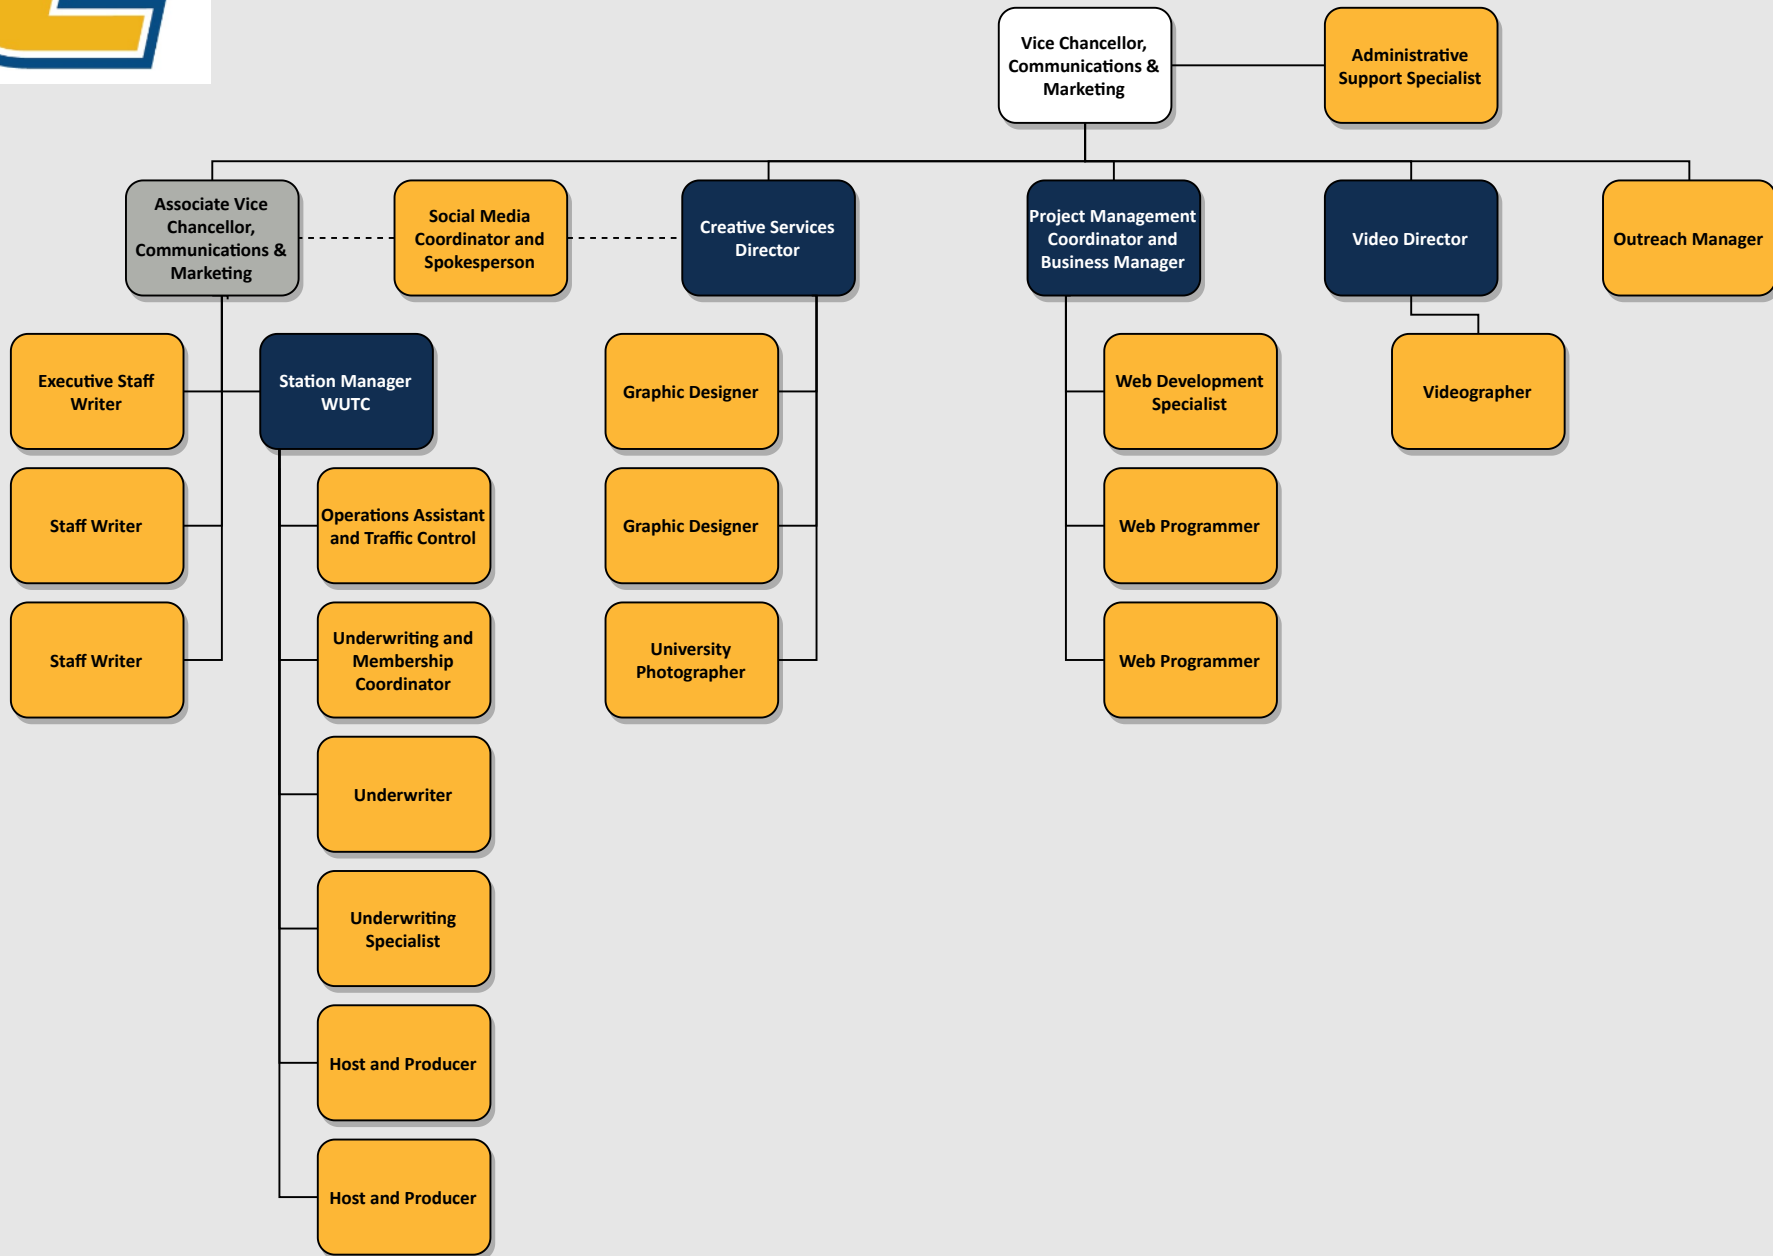 Vice Chancellor,
Communications &
Marketing
Administrative
Support Specialist
Associate Vice
Chancellor,
Communications &
Marketing
Social Media
Coordinator and
Spokesperson
Creative Services
Director
Project Management
Coordinator and
Business Manager
Video Director
Outreach Manager
Executive Staff
Writer
Station Manager
WUTC
Graphic Designer
Web Development
Specialist
Videographer
Staff Writer
Operations Assistant
and Traffic Control
Graphic Designer
Web Programmer
Staff Writer
Underwriting and
Membership
Coordinator
University
Photographer
Web Programmer
Underwriter
Underwriting
Specialist
Host and Producer
Host and Producer